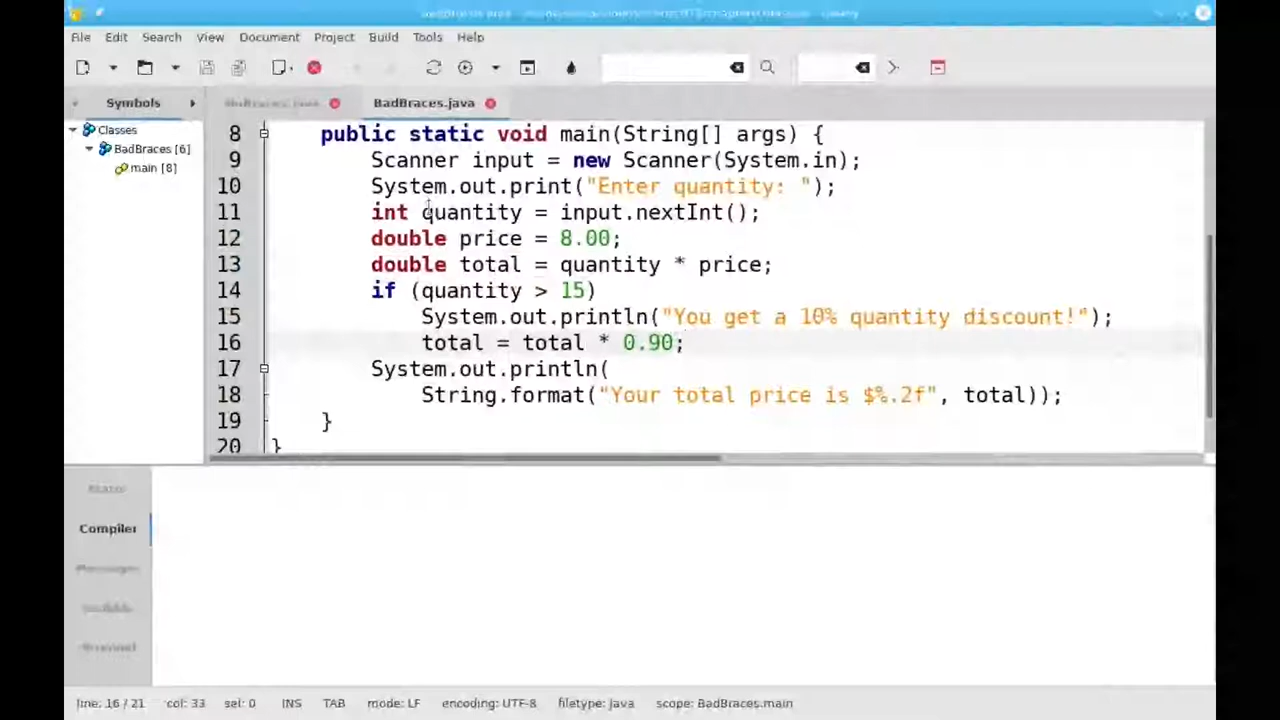 File Edit Search View Document Project Build Tools Help
Symbols
BadBraces.java
Classes
BadBraces [6]
main [8]
8 public static void main(String[] args) {
9 Scanner input = new Scanner(System.in);
10 System.out.print("Enter quantity: ");
11 int quantity = input.nextInt();
12 double price = 8.00;
13 double total = quantity * price;
14 if (quantity > 15)
15 System.out.println("You get a 10% quantity discount!");
16 total = total * 0.90;
17 System.out.println(
18 String.format("Your total price is $%.2f", total));
19 }
20 }
Compiler
line: 16 / 21 col: 33 sel: 0 INS TAB mode: LF encoding: UTF-8 filetype: Java scope: BadBraces.main